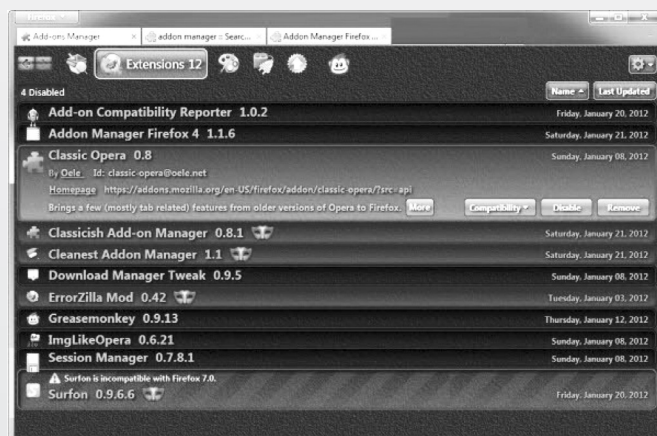 Firefox
Add-ons Manager
addon manager :: Searc...
Addon Manager Firefox ...
Extensions 12
4 Disabled
Name
Last Updated
Add-on Compatibility Reporter 1.0.2
Friday, January 20, 2012
Addon Manager Firefox 4 1.1.6
Saturday, January 21, 2012
Classic Opera 0.8
Sunday, January 08, 2012
By Oele Id: classic-opera@oele.net
Homepage https://addons.mozilla.org/en-US/firefox/addon/classic-opera/?src=api
Brings a few (mostly tab related) features from older versions of Opera to Firefox. More
Compatibility
Disable
Remove
Classicish Add-on Manager 0.8.1
Saturday, January 21, 2012
Cleanest Addon Manager 1.1
Saturday, January 21, 2012
Download Manager Tweak 0.9.5
Sunday, January 08, 2012
ErrorZilla Mod 0.42
Tuesday, January 03, 2012
Greasemonkey 0.9.13
Thursday, January 12, 2012
ImgLikeOpera 0.6.21
Sunday, January 08, 2012
Session Manager 0.7.8.1
Sunday, January 08, 2012
Surfon is incompatible with Firefox 7.0.
Surfon 0.9.6.6
Friday, January 20, 2012